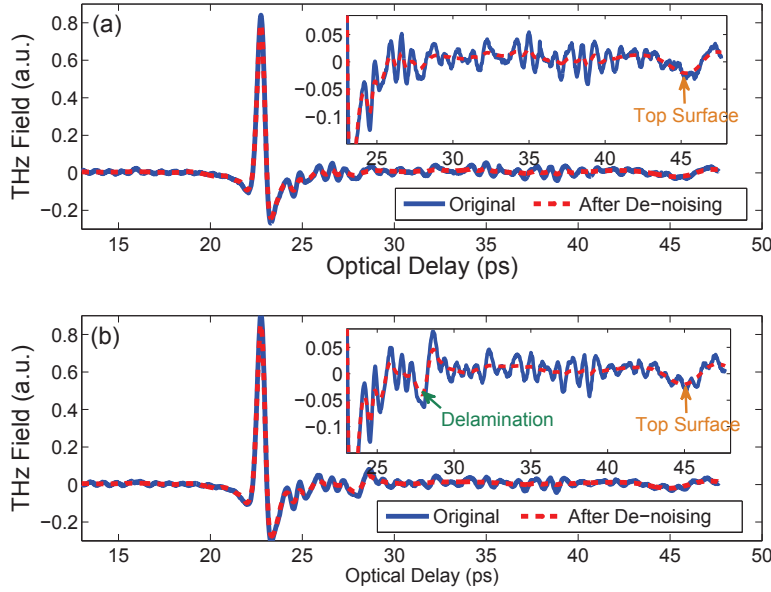 (a)
THz Field (a.u.)
0.8
0.6
0.4
0.2
0
−0.2
0.05
0
−0.05
−0.1
25 30 35 40 45
Top Surface
Original After De−noising
15 20 25 30 35 40 45 50
Optical Delay (ps)
(b)
THz Field (a.u.)
0.8
0.6
0.4
0.2
0
−0.2
0.05
0
−0.05
−0.1
25 30 35 40 45
Delamination
Top Surface
Original After De−noising
15 20 25 30 35 40 45 50
Optical Delay (ps)